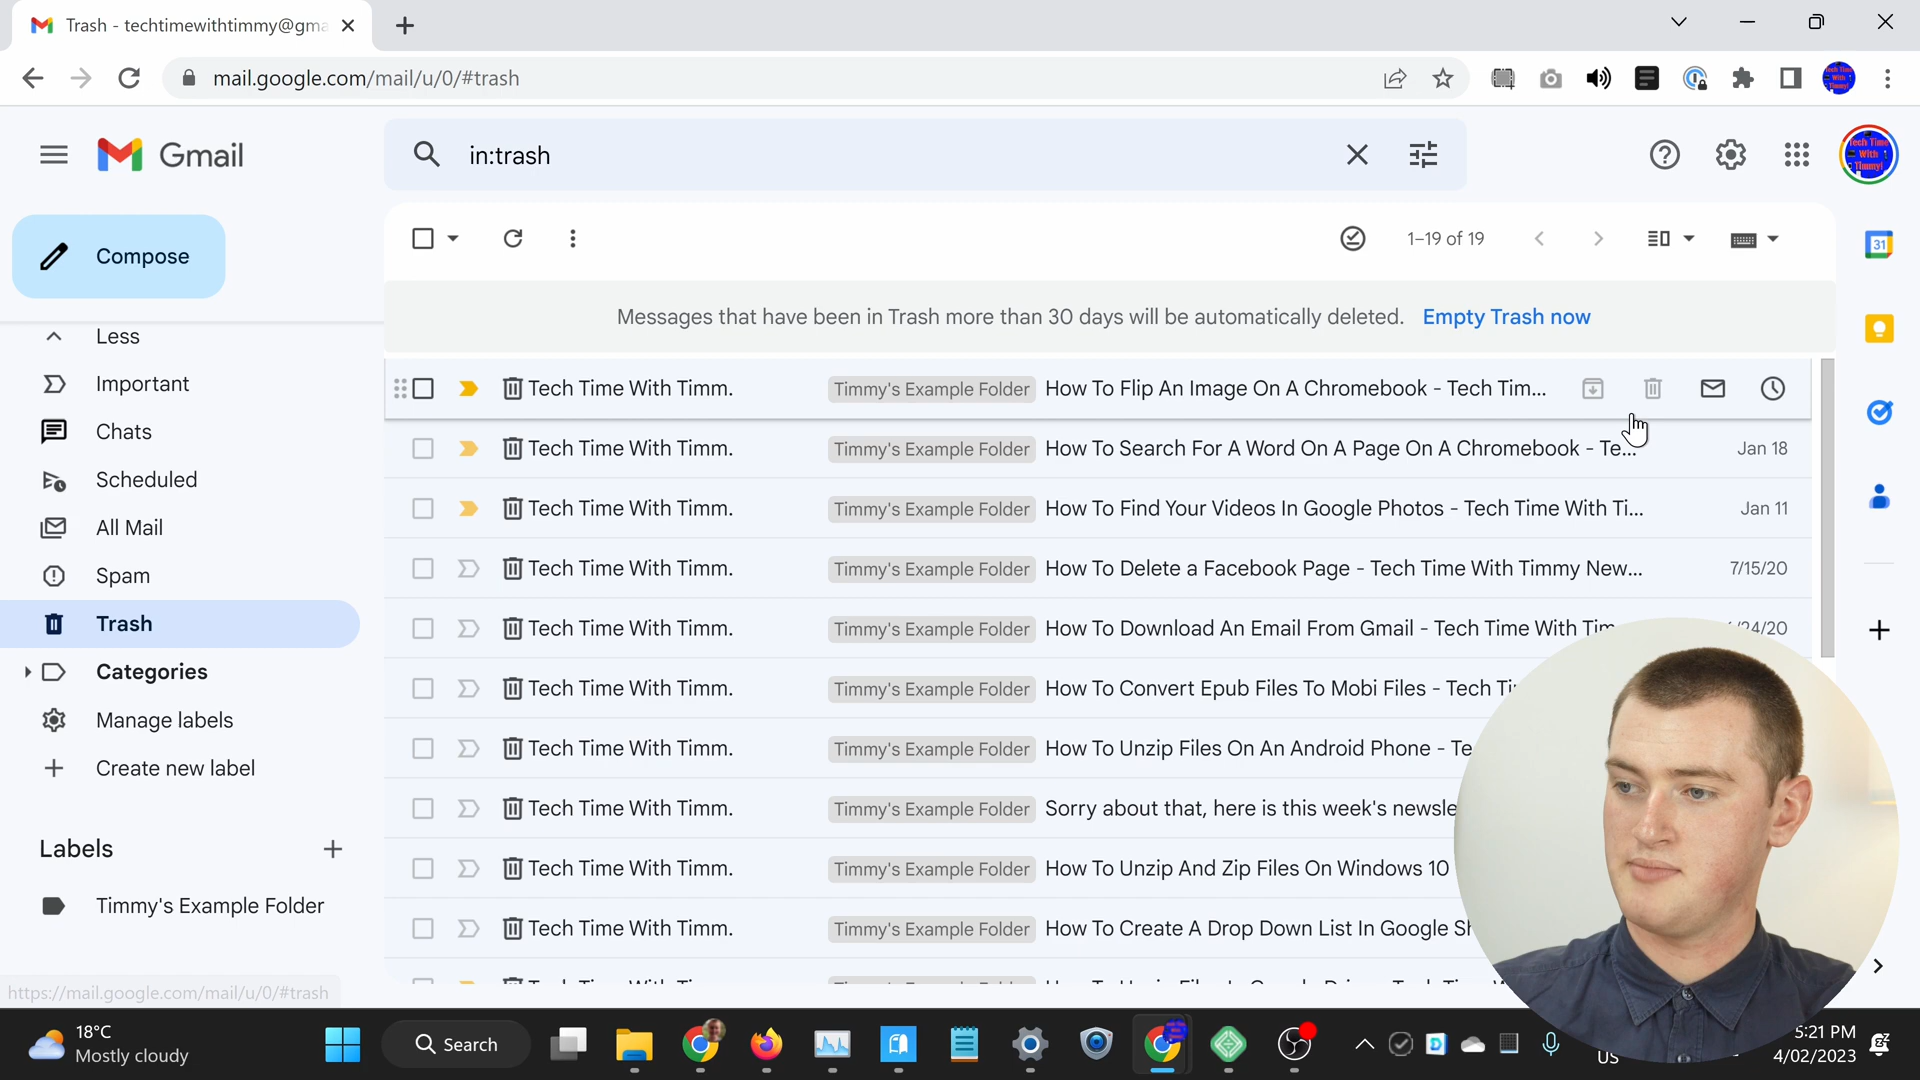 Trash - techtimewithtimmy@gma
mail.google.com/mail/u/0/#trash
Gmail
in:trash
Compose
1–19 of 19
Messages that have been in Trash more than 30 days will be automatically deleted. Empty Trash now
Less
Important
Chats
Scheduled
All Mail
Spam
Trash
Categories
Manage labels
Create new label
Labels
Timmy's Example Folder
Tech Time With Timm. Timmy's Example Folder How To Flip An Image On A Chromebook - Tech Tim...
Tech Time With Timm. Timmy's Example Folder How To Search For A Word On A Page On A Chromebook - Te... Jan 18
Tech Time With Timm. Timmy's Example Folder How To Find Your Videos In Google Photos - Tech Time With Ti... Jan 11
Tech Time With Timm. Timmy's Example Folder How To Delete a Facebook Page - Tech Time With Timmy New... 7/15/20
Tech Time With Timm. Timmy's Example Folder How To Download An Email From Gmail - Tech Time With Tim 24/20
Tech Time With Timm. Timmy's Example Folder How To Convert Epub Files To Mobi Files - Tech Ti
Tech Time With Timm. Timmy's Example Folder How To Unzip Files On An Android Phone - Te
Tech Time With Timm. Timmy's Example Folder Sorry about that, here is this week's newsle
Tech Time With Timm. Timmy's Example Folder How To Unzip And Zip Files On Windows 10
Tech Time With Timm. Timmy's Example Folder How To Create A Drop Down List In Google Sh
31
Tech Time With Timmy!
https://mail.google.com/mail/u/0/#trash
18°C
Mostly cloudy
Search
US
5:21 PM
4/02/2023